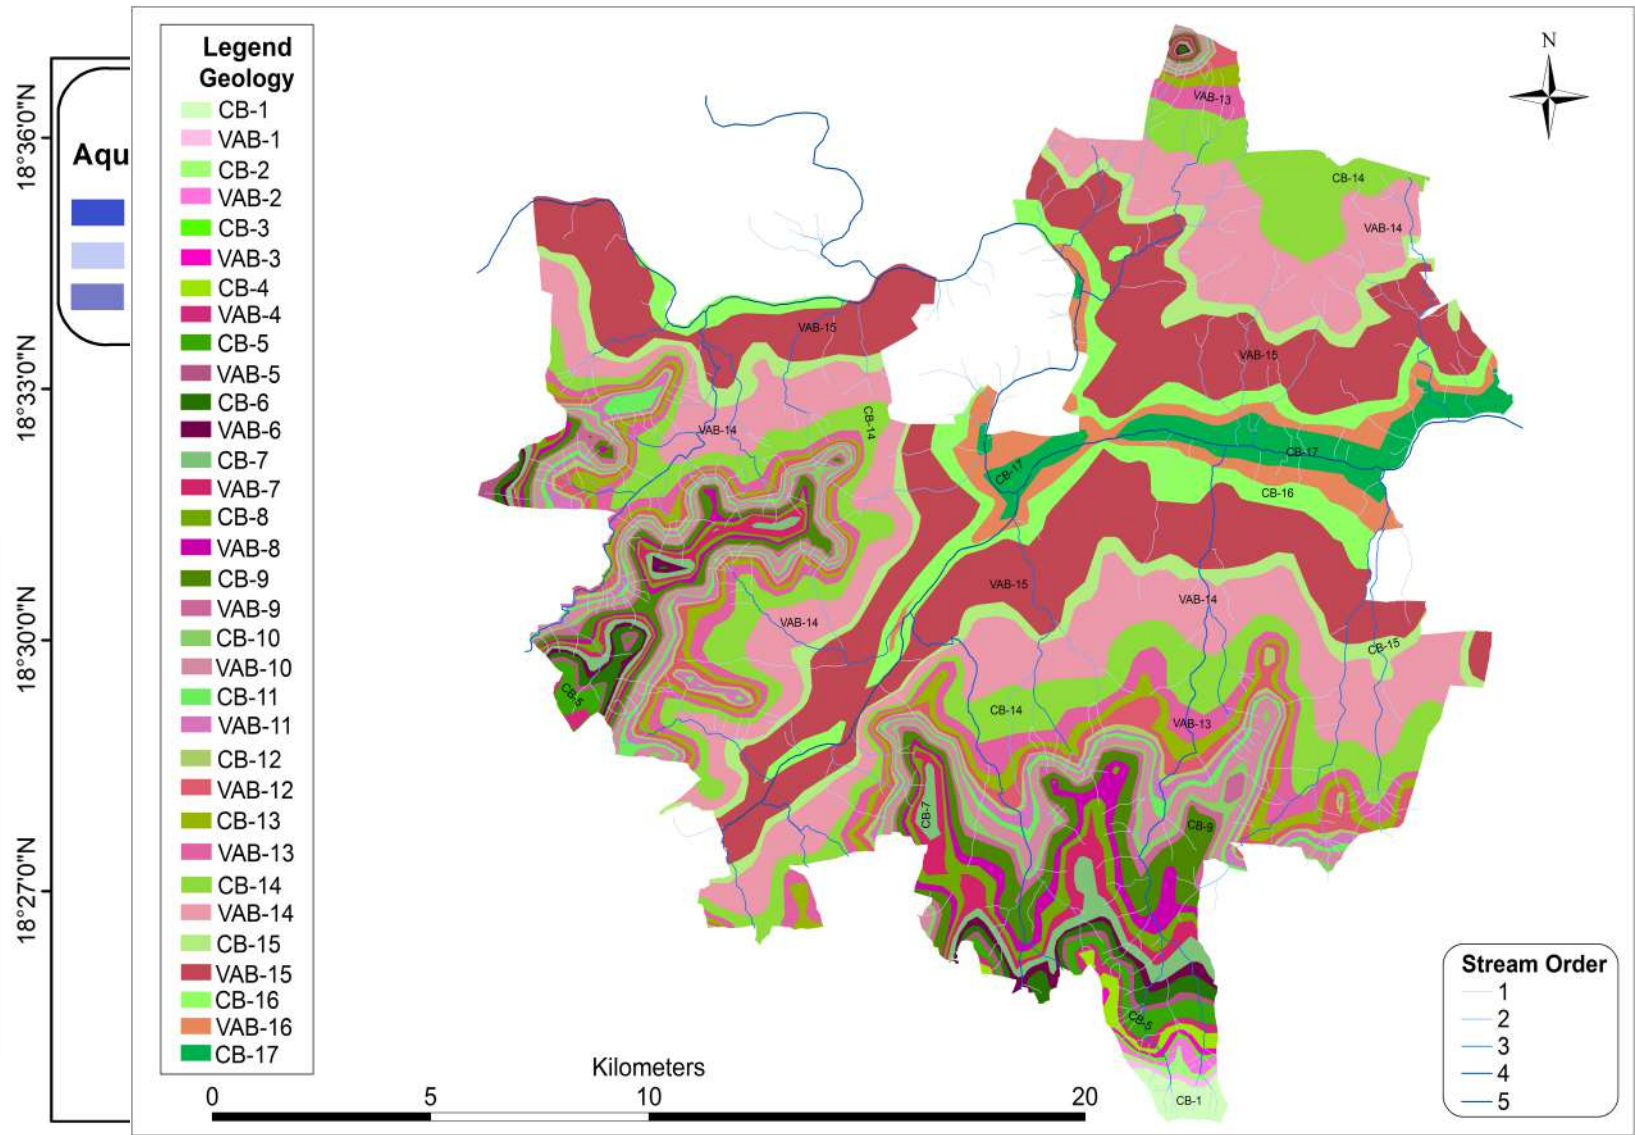 18°36'0"N
18°33'0"N
18°30'0"N
18°27'0"N
Aqu
Legend
Geology
CB-1
VAB-1
CB-2
VAB-2
CB-3
VAB-3
CB-4
VAB-4
CB-5
VAB-5
CB-6
VAB-6
CB-7
VAB-7
CB-8
VAB-8
CB-9
VAB-9
CB-10
VAB-10
CB-11
VAB-11
CB-12
VAB-12
CB-13
VAB-13
CB-14
VAB-14
CB-15
VAB-15
CB-16
VAB-16
CB-17
N
VAB-13
CB-14
VAB-14
VAB-15
VAB-15
CB-14
VAB-14
CB-17
CB-17
CB-16
VAB-15
VAB-14
VAB-14
CB-15
CB-5
CB-14
VAB-13
CB-7
CB-9
CB-5
CB-1
Stream Order
1
2
3
4
5
Kilometers
0 5 10 20